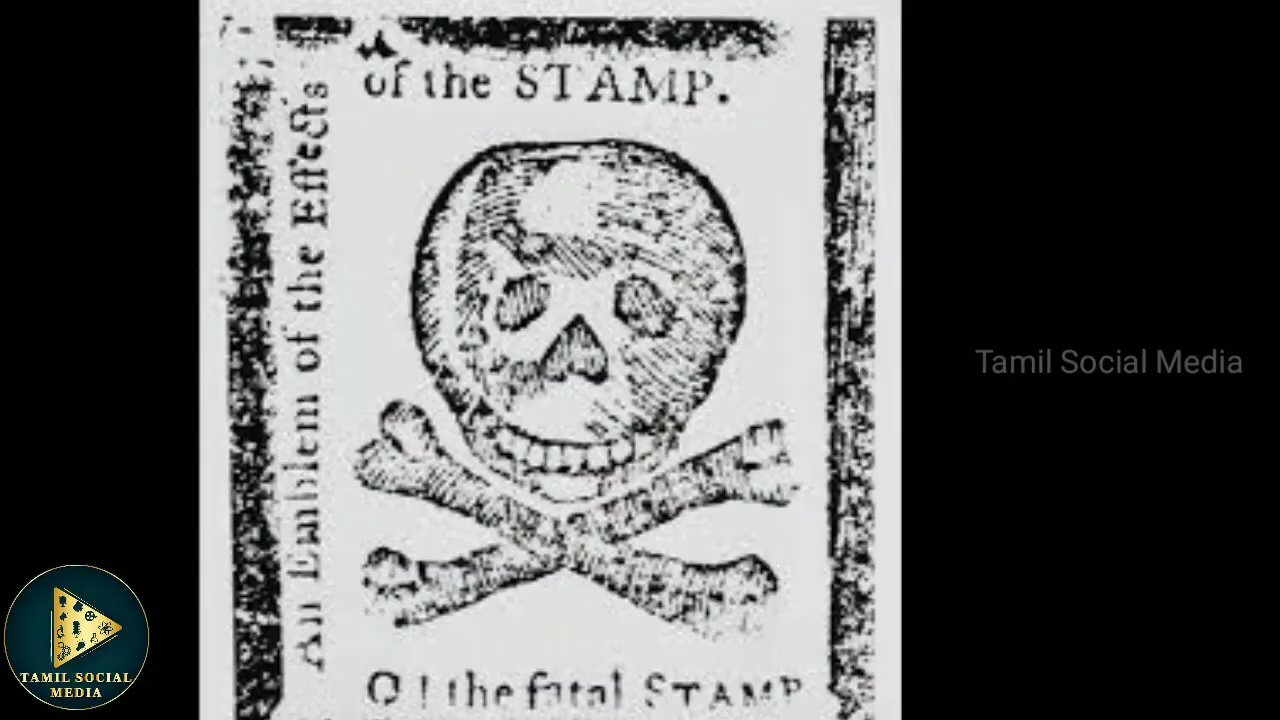 An Emblem of the Effects
of the STAMP.
O! the fatal STAMP
Tamil Social Media
TAMIL SOCIAL
MEDIA